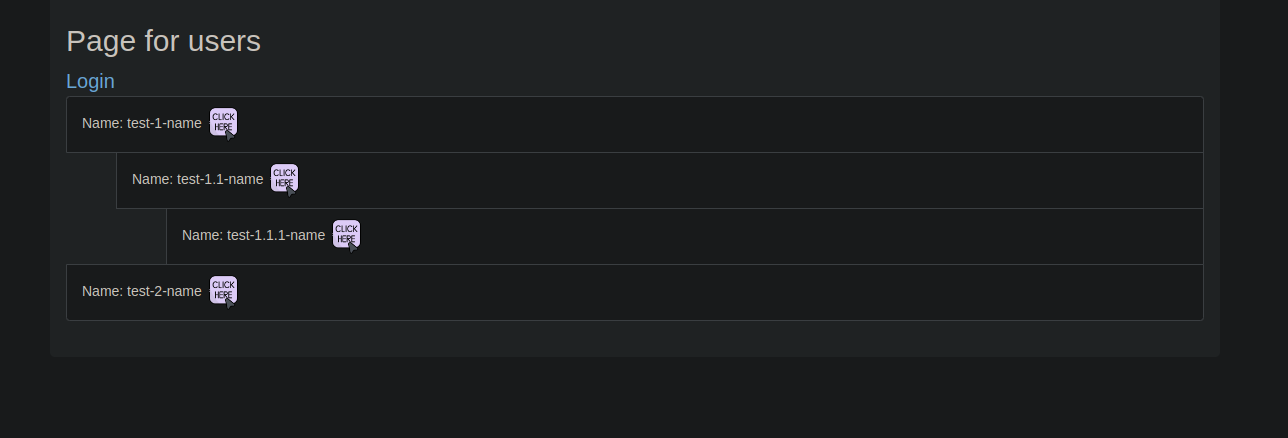 Page for users
Login
Name: test-1-name CLICK HERE
Name: test-1.1-name CLICK HERE
Name: test-1.1.1-name CLICK HERE
Name: test-2-name CLICK HERE